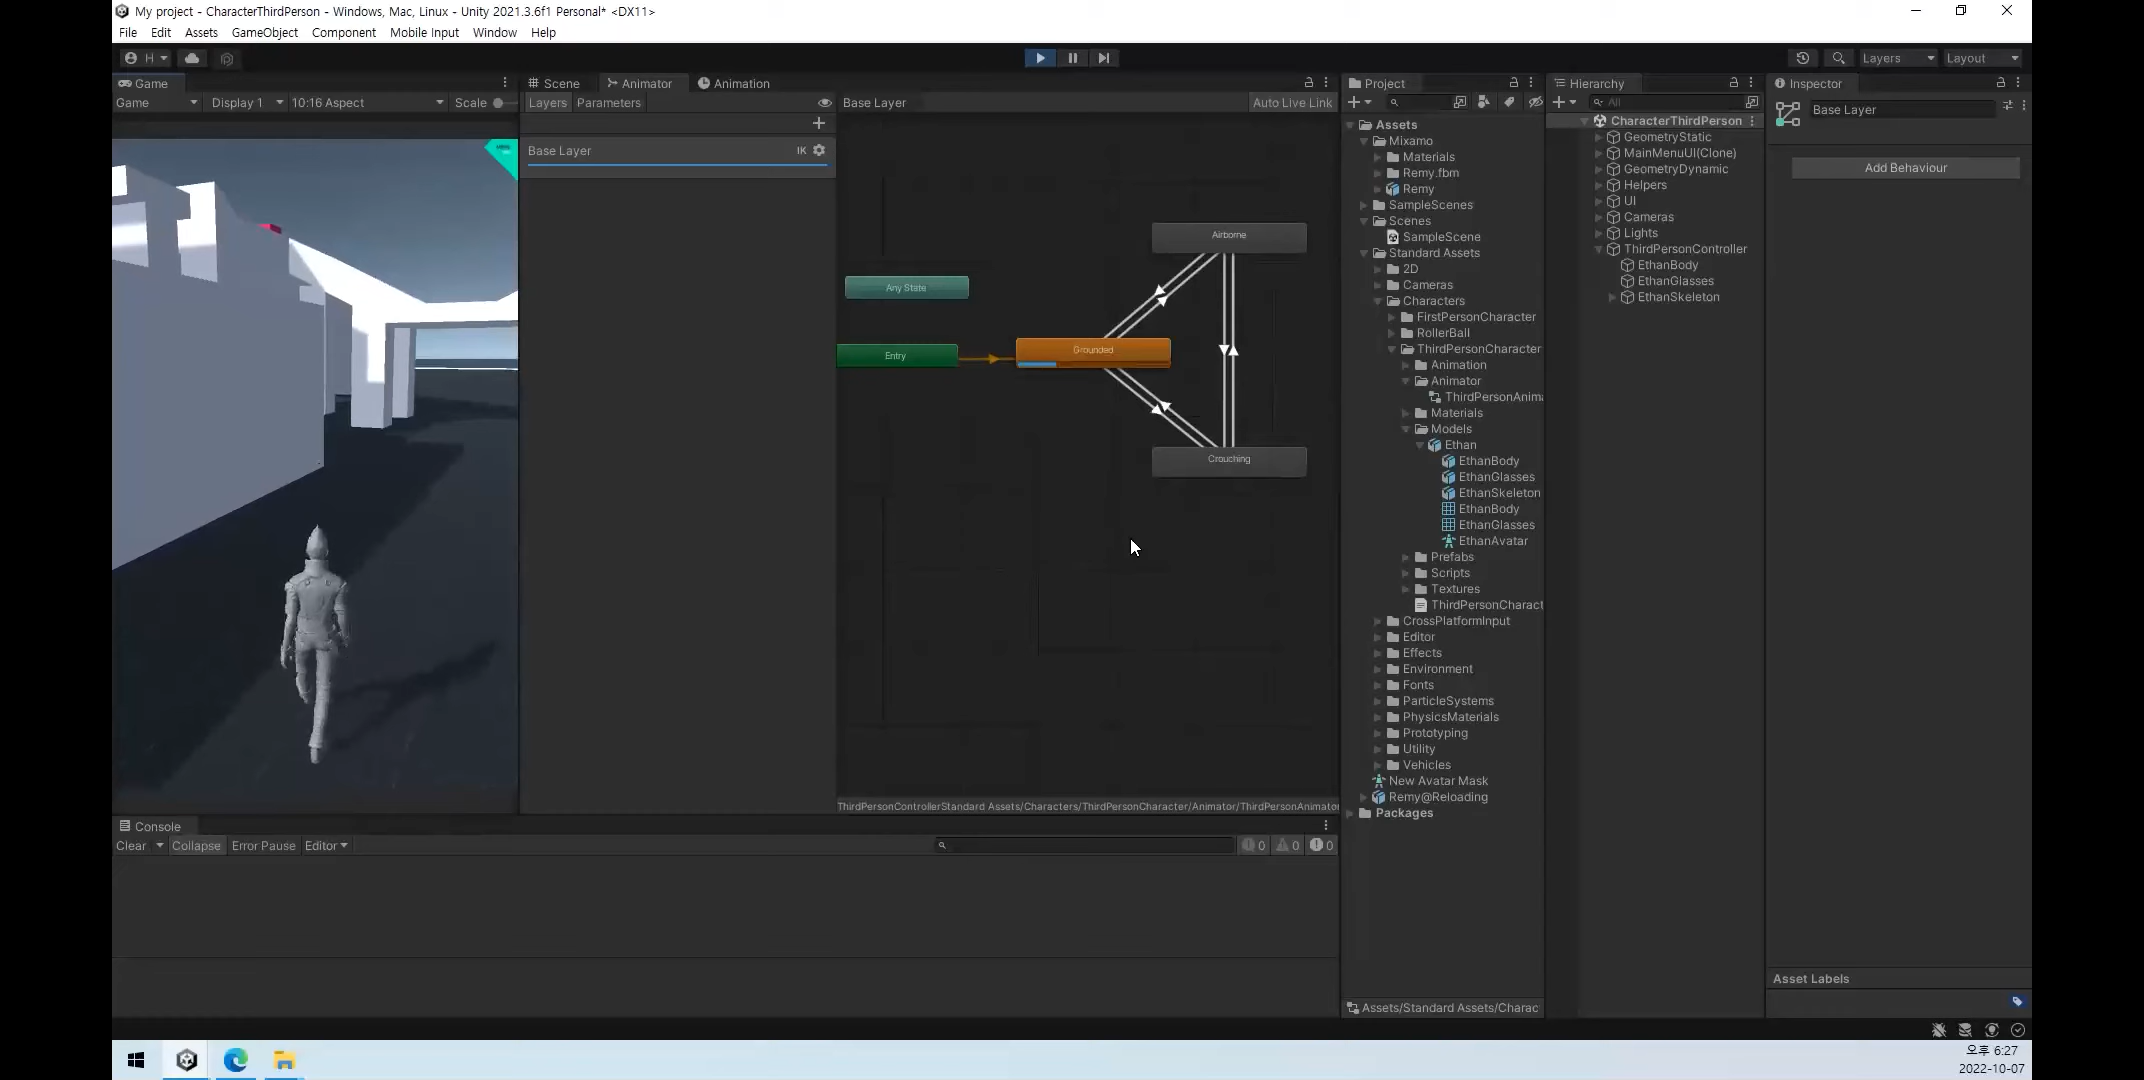 My project - CharacterThirdPerson - Windows, Mac, Linux - Unity 2021.3.6f1 Personal* <DX11>
File Edit Assets GameObject Component Mobile Input Window Help
H Layers Layout
Game
Game Display 1 10:16 Aspect Scale
Scene Animator Animation
Layers Parameters Base Layer Auto Live Link
Base Layer IK
Any State
Entry
Grounded
Airborne
Crouching
ThirdPersonControllerStandard Assets/Characters/ThirdPersonCharacter/Animator/ThirdPersonAnimator
Console
Clear Collapse Error Pause Editor 0 0 0
Project
Assets
Mixamo
Materials
Remy.fbm
Remy
SampleScenes
Scenes
SampleScene
Standard Assets
2D
Cameras
Characters
FirstPersonCharacter
RollerBall
ThirdPersonCharacter
Animation
Animator
ThirdPersonAnima
Materials
Models
Ethan
EthanBody
EthanGlasses
EthanSkeleton
EthanBody
EthanGlasses
EthanAvatar
Prefabs
Scripts
Textures
ThirdPersonCharact
CrossPlatformInput
Editor
Effects
Environment
Fonts
ParticleSystems
PhysicsMaterials
Prototyping
Utility
Vehicles
New Avatar Mask
Remy@Reloading
Packages
Assets/Standard Assets/Charac
Hierarchy
All
CharacterThirdPerson
GeometryStatic
MainMenuUI(Clone)
GeometryDynamic
Helpers
UI
Cameras
Lights
ThirdPersonController
EthanBody
EthanGlasses
EthanSkeleton
Inspector
Base Layer
Add Behaviour
Asset Labels
오후 6:27
2022-10-07